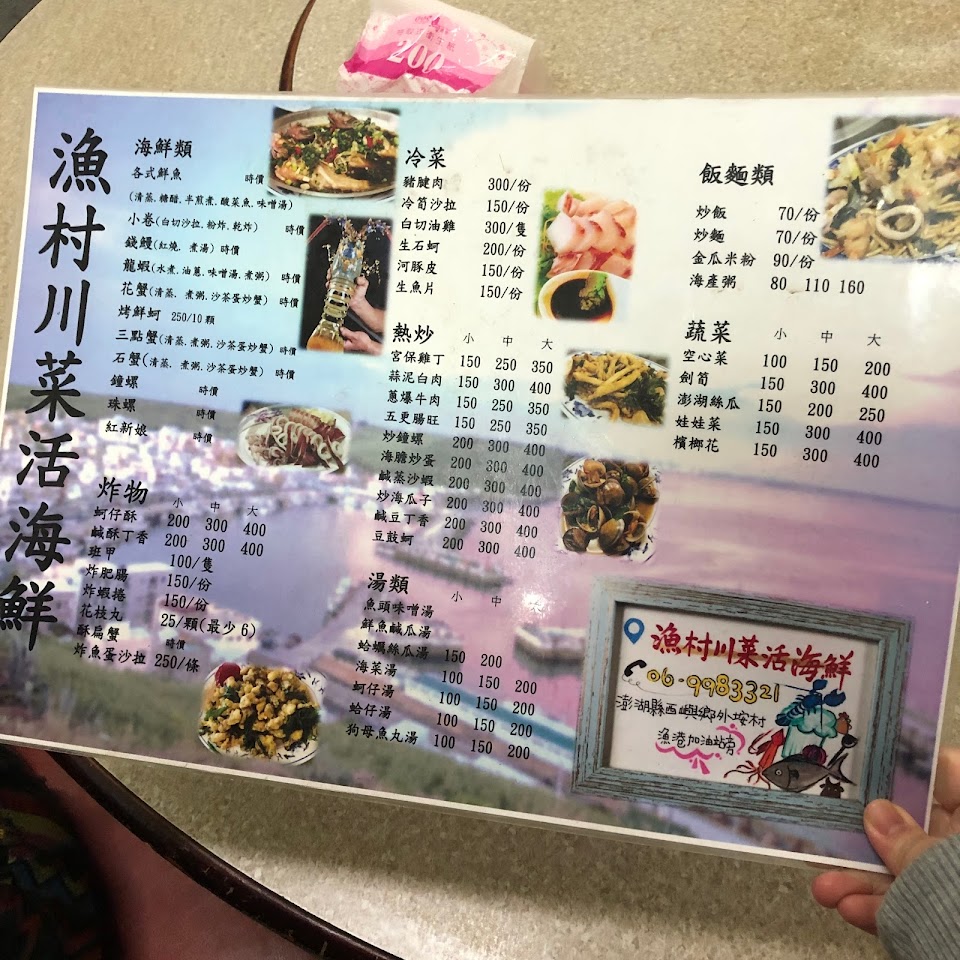 200
漁村川菜活海鮮
海鮮類
各式鮮魚 時價
(清蒸.糖醋.半煎煮.酸菜魚.味噌湯)
小卷(白切沙拉.粉炸.乾炸) 時價
錢鰻(紅燒. 煮湯)時價
龍蝦(水煮.油蔥.味噌湯.煮粥) 時價
花蟹(清蒸. 煮粥.沙茶蛋炒蟹) 時價
烤鮮蚵 250/10顆
三點蟹(清蒸.煮粥.沙茶蛋炒蟹)時價
石蟹(清蒸. 煮粥.沙茶蛋炒蟹) 時價
鐘螺 時價
珠螺 時價
紅新娘 時價
炸物 小 中 大
蚵仔酥 200 300 400
鹹酥丁香 200 300 400
班甲 100/隻
炸肥腸 150/份
炸蝦捲 150/份
花枝丸 25/顆(最少6)
酥扁蟹 時價
炸魚蛋沙拉 250/條
冷菜
豬腱肉 300/份
冷筍沙拉 150/份
白切油雞 300/隻
生石蚵 200/份
河豚皮 150/份
生魚片 150/份
熱炒 小 中 大
宮保雞丁 150 250 350
蒜泥白肉 150 300 400
蔥爆牛肉 150 250 350
五更腸旺 150 250 350
炒鐘螺 200 300 400
海膽炒蛋 200 300 400
鹹蒸沙蝦 200 300 400
炒海瓜子 200 300 400
鹹豆丁香 200 300 400
豆鼓蚵 200 300 400
湯類 小 中 大
魚頭味噌湯
鮮魚鹹瓜湯
蛤蠣絲瓜湯 150 200
海菜湯 100 150 200
蚵仔湯 100 150 200
蛤仔湯 100 150 200
狗母魚丸湯 100 150 200
飯麵類
炒飯 70/份
炒麵 70/份
金瓜米粉 90/份
海產粥 80 110 160
蔬菜 小 中 大
空心菜 100 150 200
劍筍 150 300 400
澎湖絲瓜 150 200 250
娃娃菜 150 300 400
檳榔花 150 300 400
漁村川菜活海鮮
06-9983321
澎湖縣西嶼鄉外垵村
漁港加油站旁